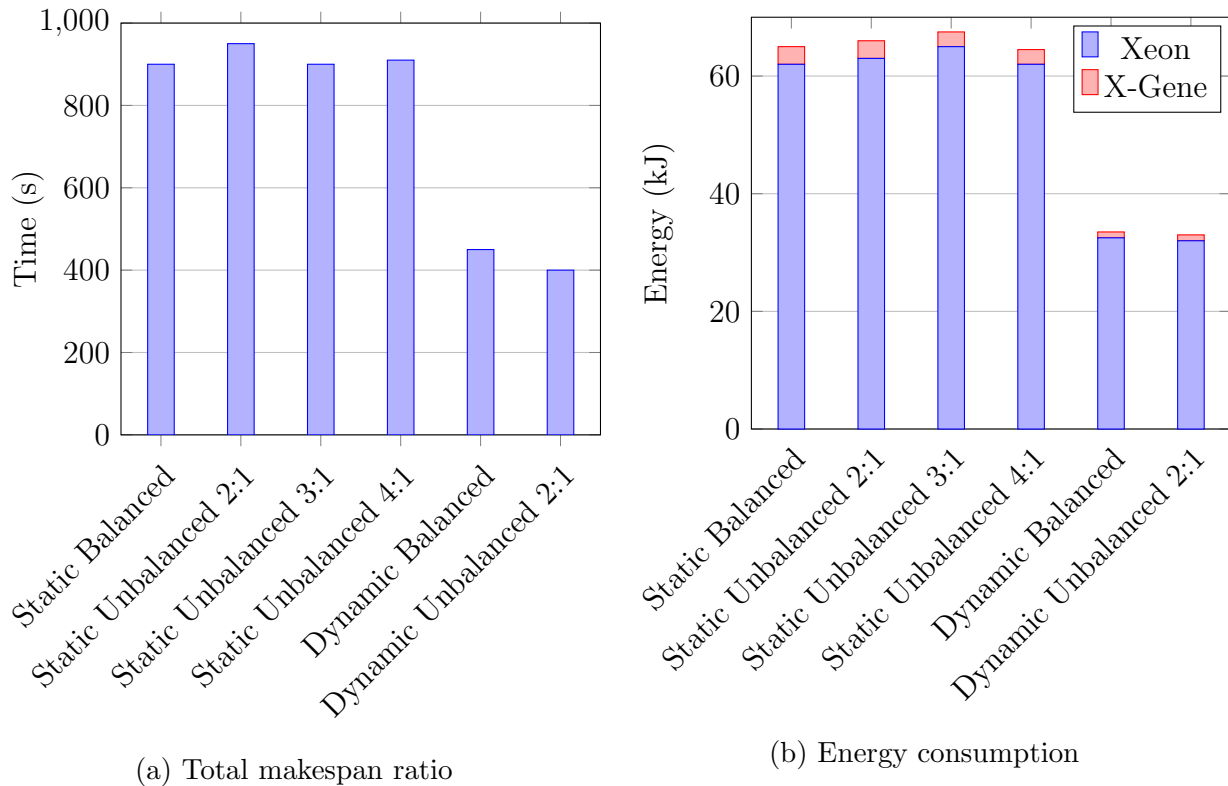 1,000
800
600
400
200
0
Time (s)
Static Balanced
Static Unbalanced 2:1
Static Unbalanced 3:1
Static Unbalanced 4:1
Dynamic Balanced
Dynamic Unbalanced 2:1
(a) Total makespan ratio
60
40
20
0
Energy (kJ)
Xeon
X-Gene
Static Balanced
Static Unbalanced 2:1
Static Unbalanced 3:1
Static Unbalanced 4:1
Dynamic Balanced
Dynamic Unbalanced 2:1
(b) Energy consumption